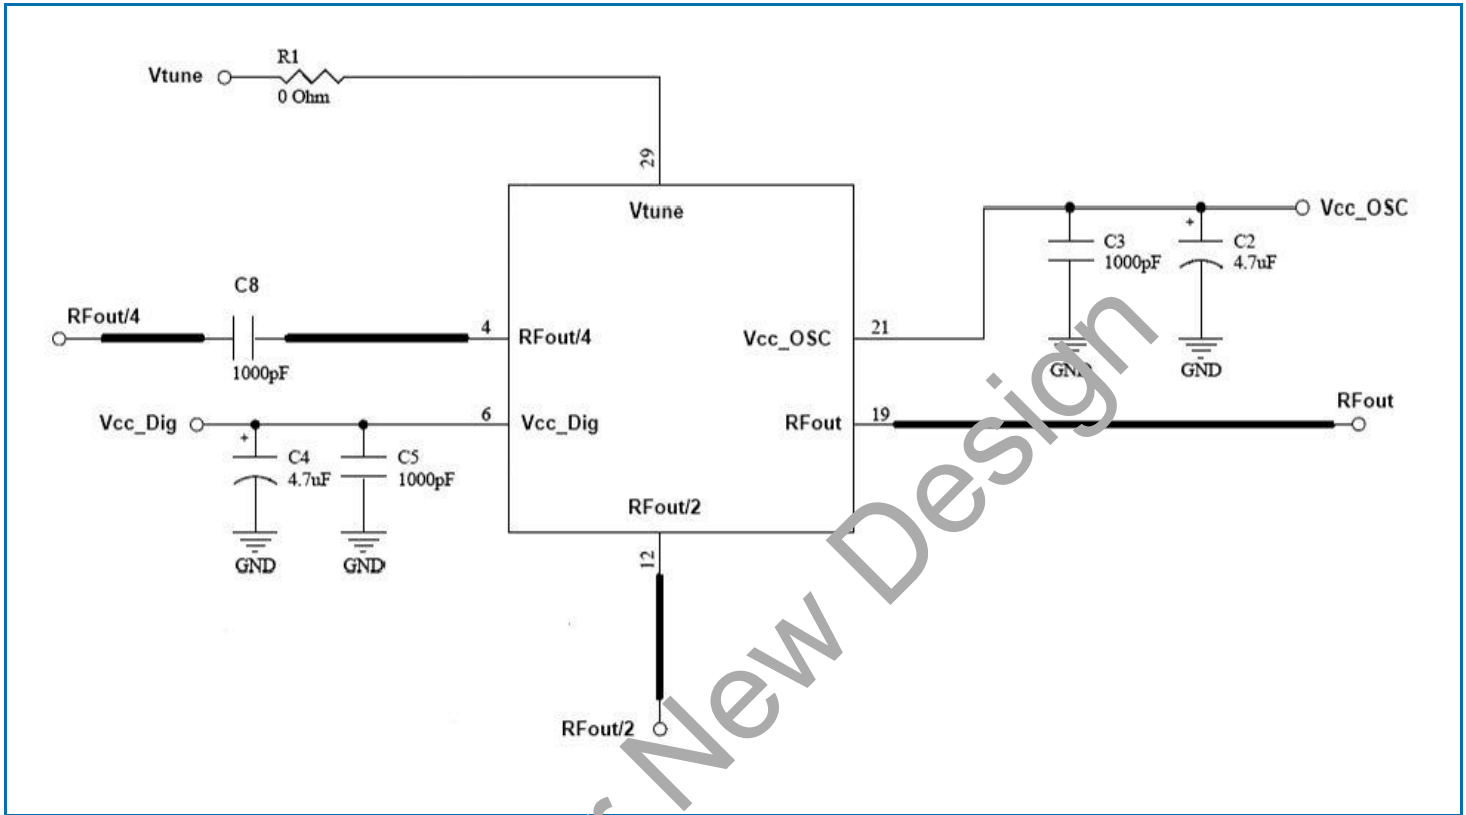 R1
Vtune
0 Ohm
29
Vtune
Vcc_OSC
+
C3
C2
1000pF
4.7uF
GND
GND
C8
RFout/4
1000pF
4
RFout/4
Vcc_OSC
21
Vcc_Dig
6
Vcc_Dig
RFout
19
RFout
+
C4
C5
4.7uF
1000pF
GND
GND
RFout/2
12
RFout/2
New Design